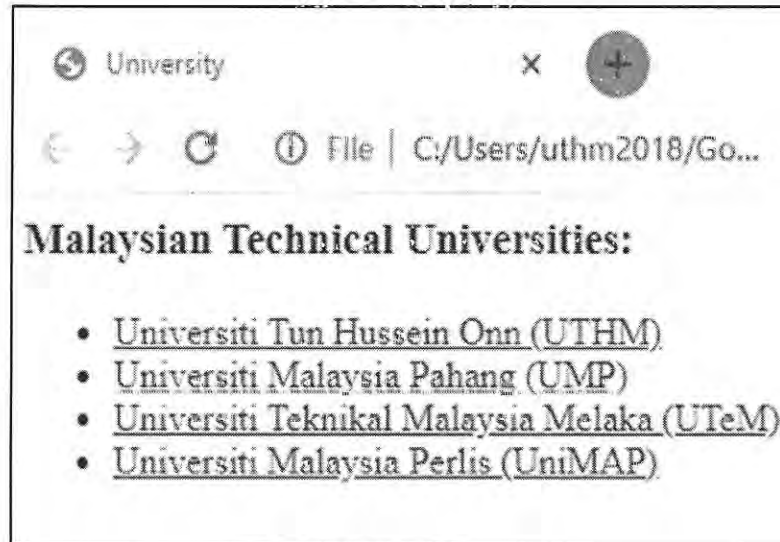 University
File | C:/Users/uthm2018/Go...
Malaysian Technical Universities:
• Universiti Tun Hussein Onn (UTHM)
• Universiti Malaysia Pahang (UMP)
• Universiti Teknikal Malaysia Melaka (UTeM)
• Universiti Malaysia Perlis (UniMAP)